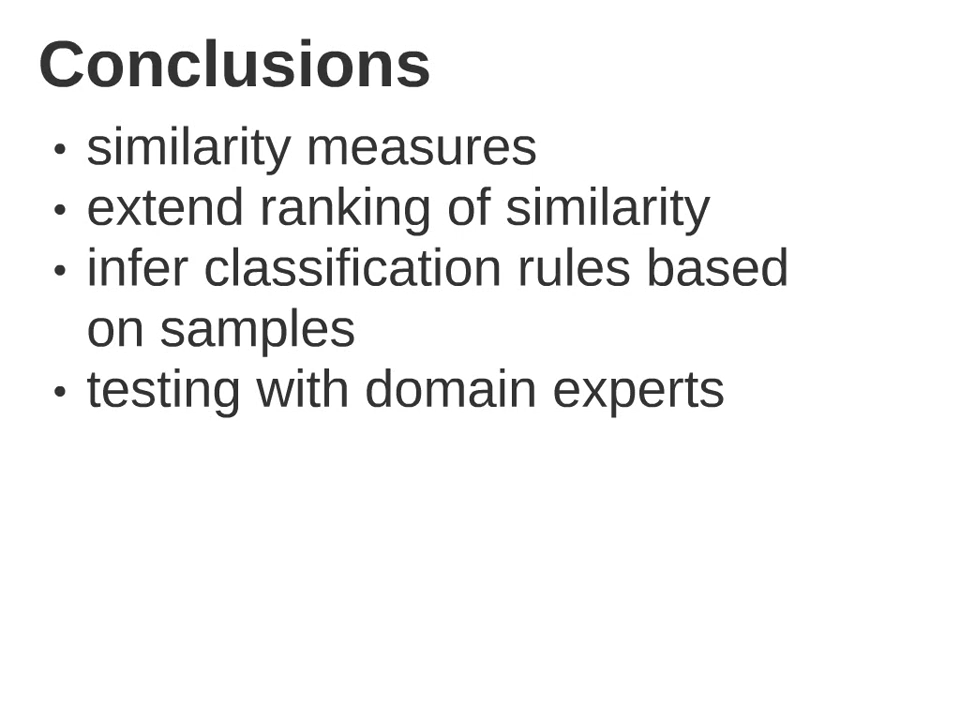 Conclusions
• similarity measures
• extend ranking of similarity
• infer classification rules based
on samples
• testing with domain experts